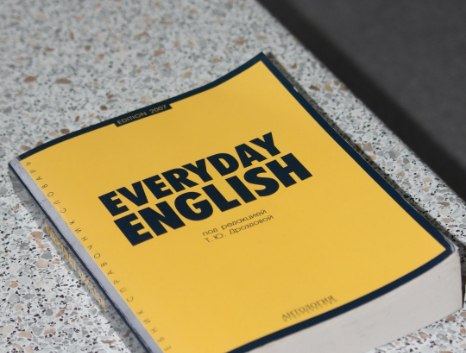 EDITION 2007
EVERYDAY
ENGLISH
под редакцией
Т. Ю. Дроздовой
АНТОЛОГИЯ